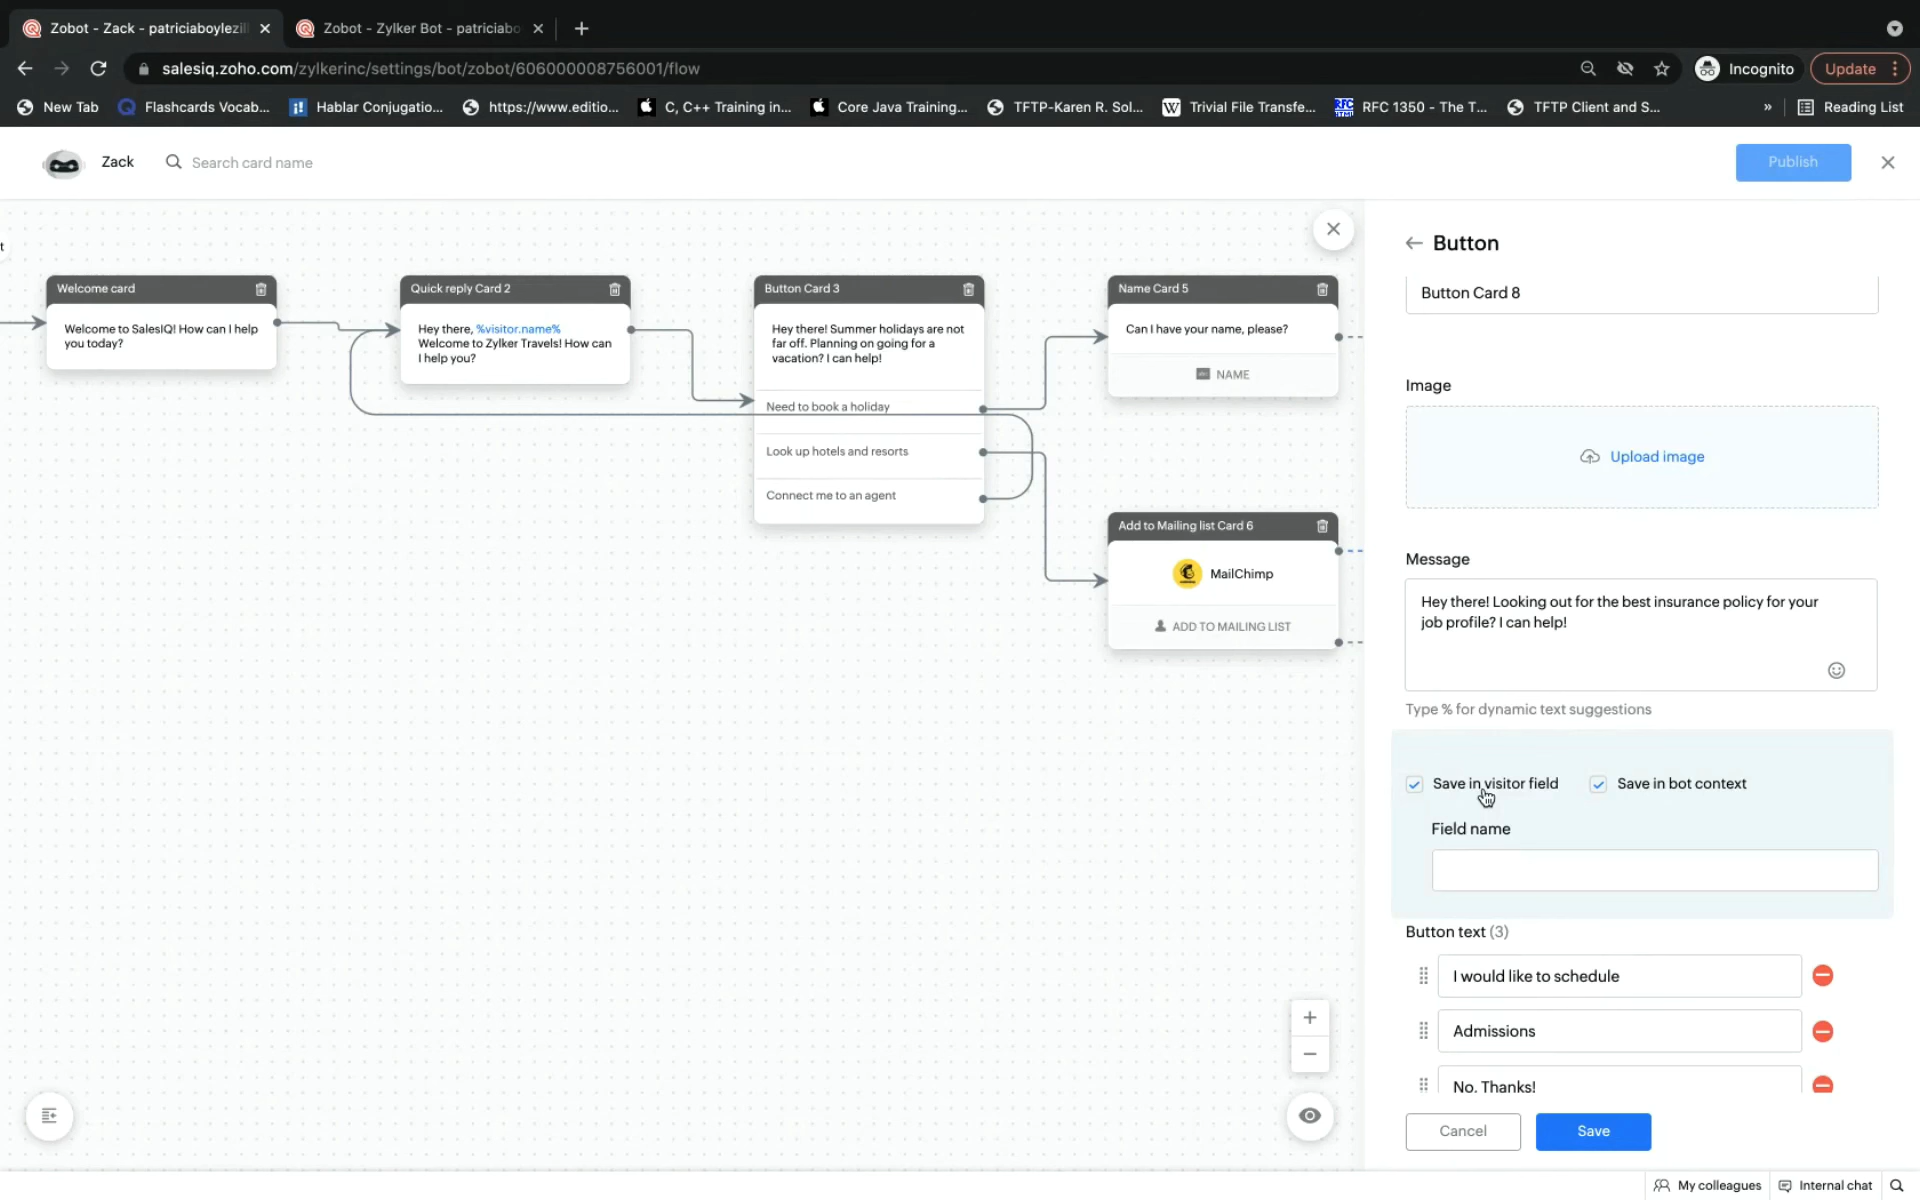 Zobot - Zack - patriciaboylezil
Zobot - Zylker Bot - patriciabo
salesiq.zoho.com/zylkerinc/settings/bot/zobot/606000008756001/flow
Incognito
Update
New Tab
Flashcards Vocab...
Hablar Conjugatio...
https://www.editio...
C, C++ Training in...
Core Java Training...
TFTP-Karen R. Sol...
Trivial File Transfe...
RFC 1350 - The T...
TFTP Client and S...
»
Reading List
Zack
Search card name
Publish
t
Welcome card
Welcome to SalesIQ! How can I help
you today?
Quick reply Card 2
Hey there, %visitor.name%
Welcome to Zylker Travels! How can
I help you?
Button Card 3
Hey there! Summer holidays are not
far off. Planning on going for a
vacation? I can help!
Need to book a holiday
Look up hotels and resorts
Connect me to an agent
Name Card 5
Can I have your name, please?
NAME
Add to Mailing list Card 6
MailChimp
ADD TO MAILING LIST
Button
Button Card 8
Image
Upload image
Message
Hey there! Looking out for the best insurance policy for your
job profile? I can help!
Type % for dynamic text suggestions
Save in visitor field
Save in bot context
Field name
Button text (3)
I would like to schedule
Admissions
No. Thanks!
Cancel
Save
My colleagues
Internal chat